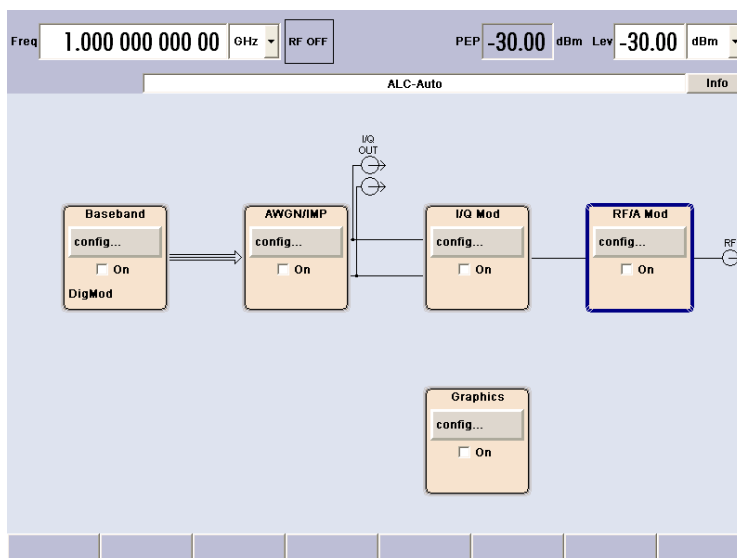 Freq 1.000 000 000 00 GHz RF OFF PEP -30.00 dBm Lev -30.00 dBm
ALC-Auto Info
I/Q
OUT
Baseband AWGN/IMP I/Q Mod RF/A Mod
config... config... config... config...
RF
On On On On
DigMod
Graphics
config...
On